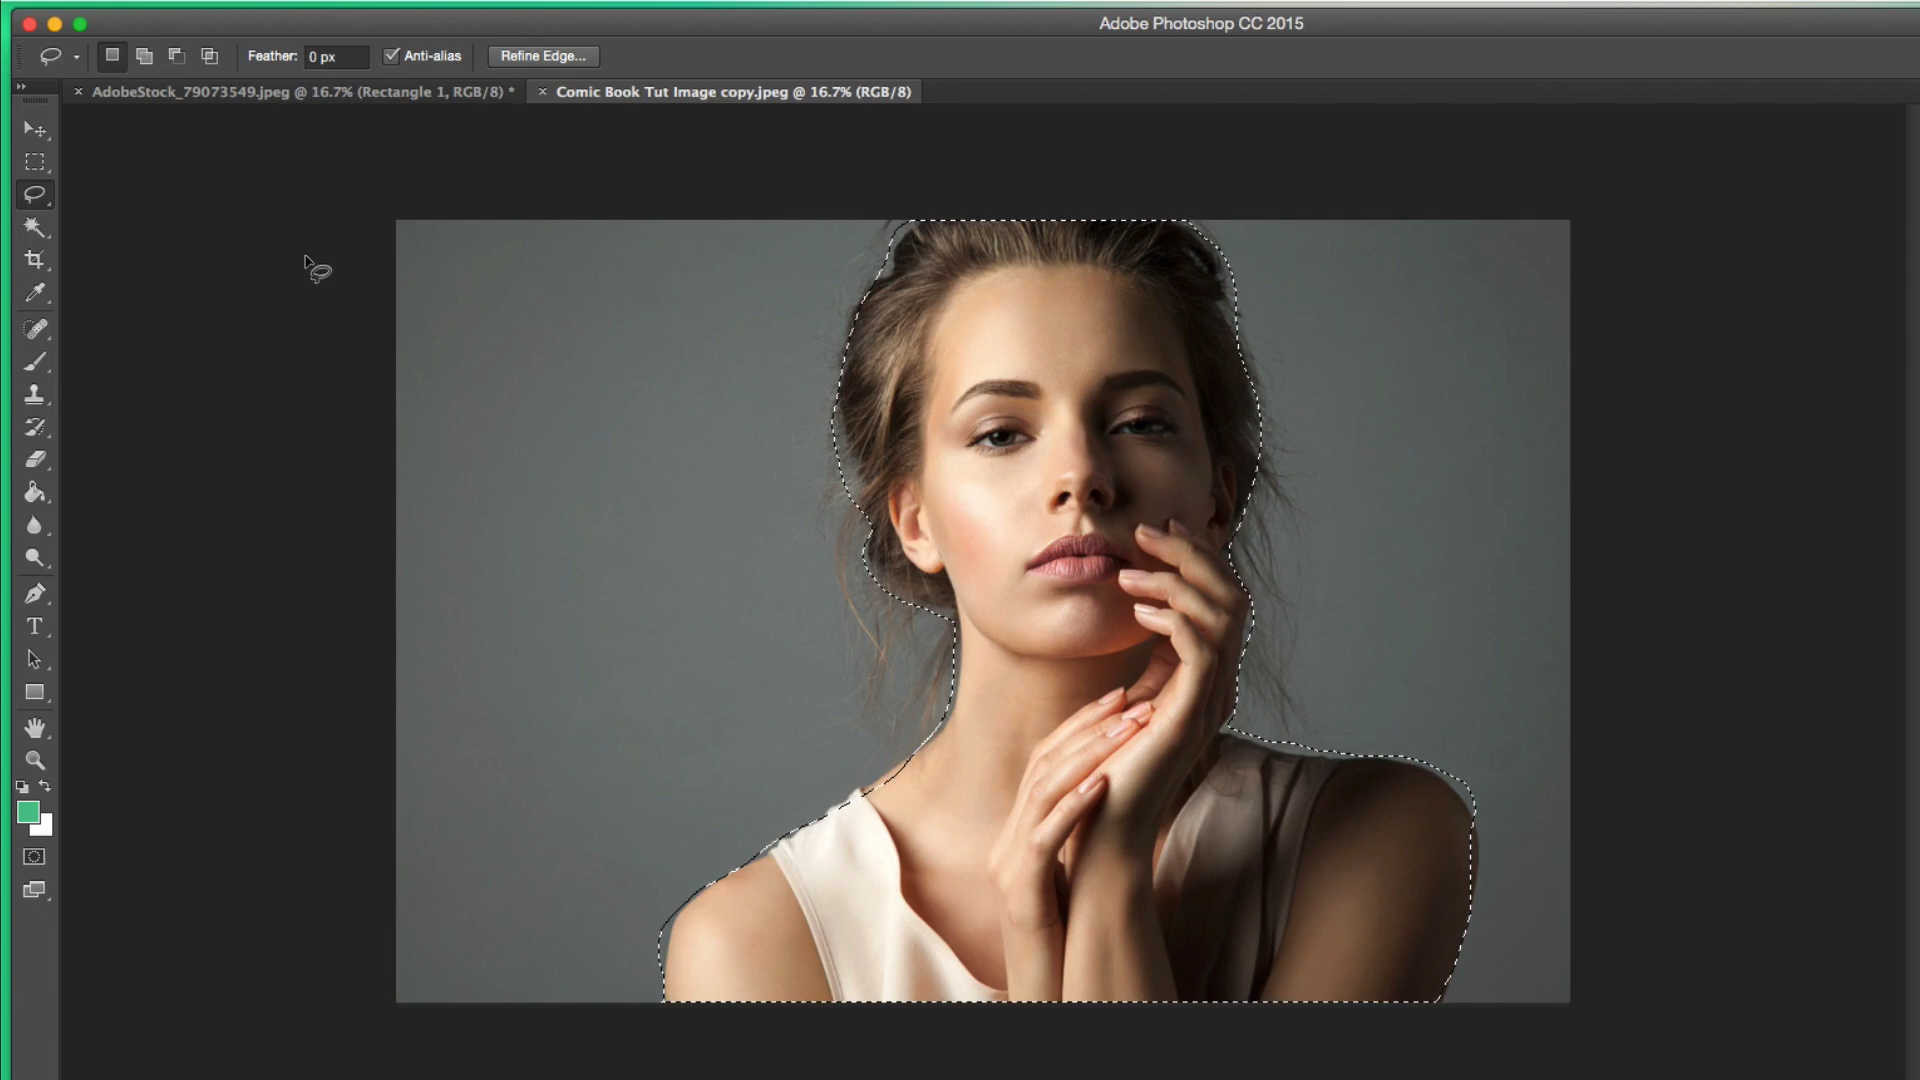 Adobe Photoshop CC 2015
Feather: 0 px Anti-alias Refine Edge...
AdobeStock_79073549.jpeg @ 16.7% (Rectangle 1, RGB/8) * Comic Book Tut Image copy.jpeg @ 16.7% (RGB/8)